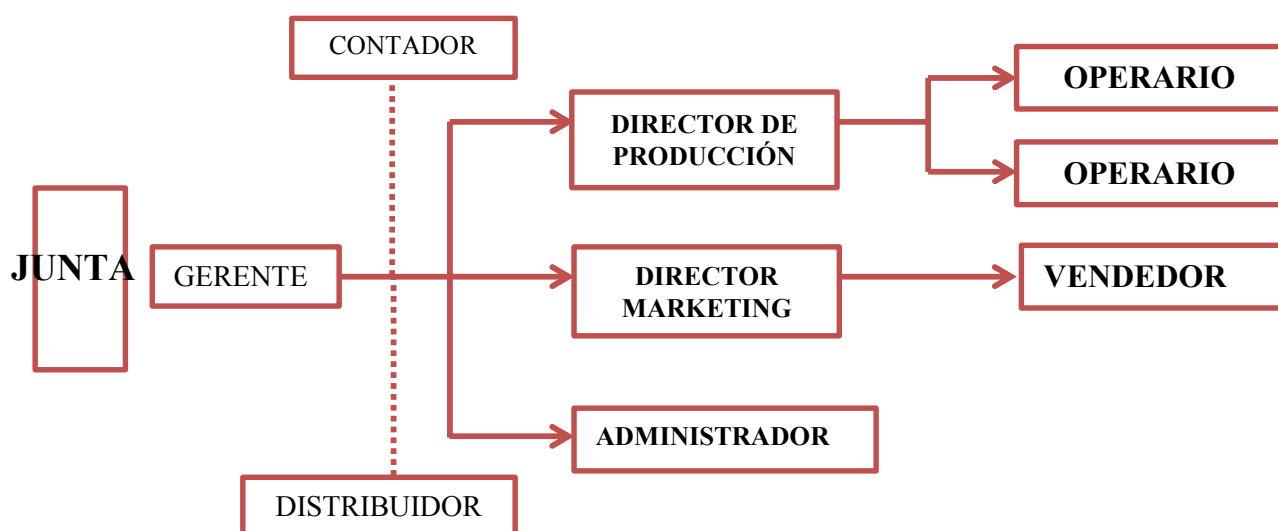 CONTADOR
OPERARIO
DIRECTOR DE
PRODUCCIÓN
OPERARIO
JUNTA
GERENTE
DIRECTOR
MARKETING
VENDEDOR
ADMINISTRADOR
DISTRIBUIDOR